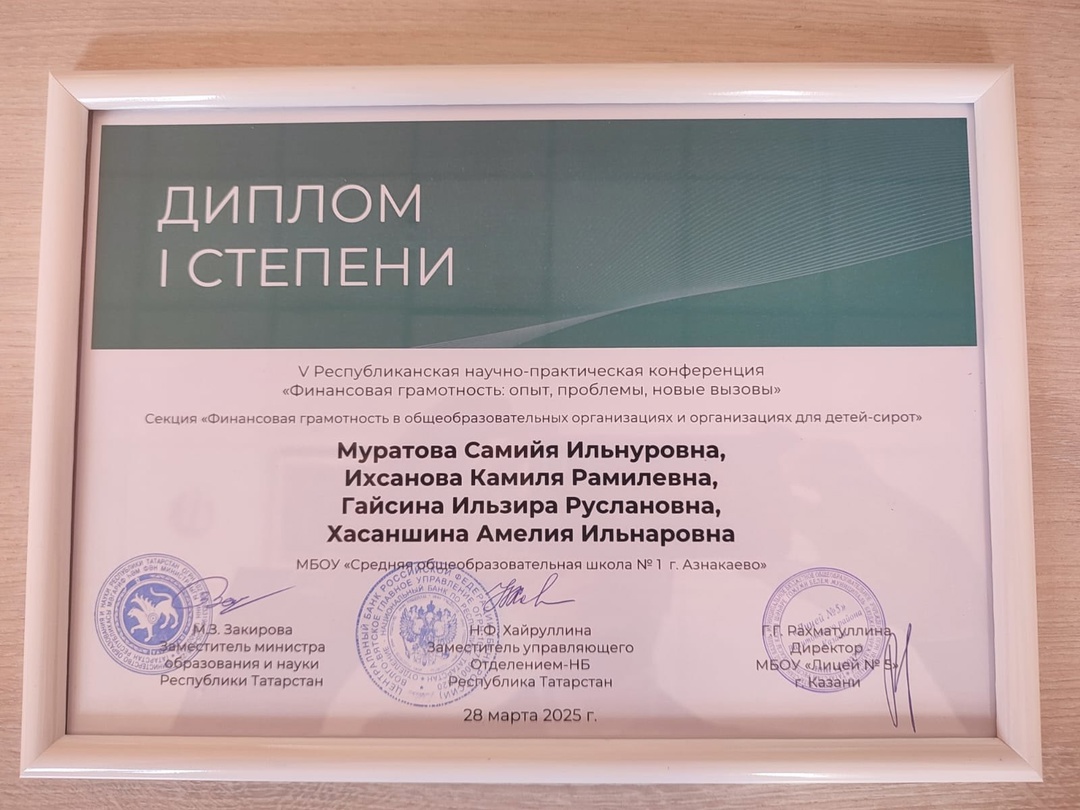 ДИПЛОМ
I СТЕПЕНИ
V Республиканская научно-практическая конференция
«Финансовая грамотность: опыт, проблемы, новые вызовы»
Секция «Финансовая грамотность в общеобразовательных организациях и организациях для детей-сирот»
Муратова Самийя Ильнуровна,
Ихсанова Камиля Рамилевна,
Гайсина Ильзира Руслановна,
Хасаншина Амелия Ильнаровна
МБОУ «Средняя общеобразовательная школа №1 г. Азнакаево»
М.З. Закирова
Заместитель министра
образования и науки
Республики Татарстан
Н.Ф. Хайруллина
Заместитель управляющего
Отделением-НБ
Республика Татарстан
Г.Г. Рахматуллина
Директор
МБОУ «Лицей № 5»
г. Казани
28 марта 2025 г.